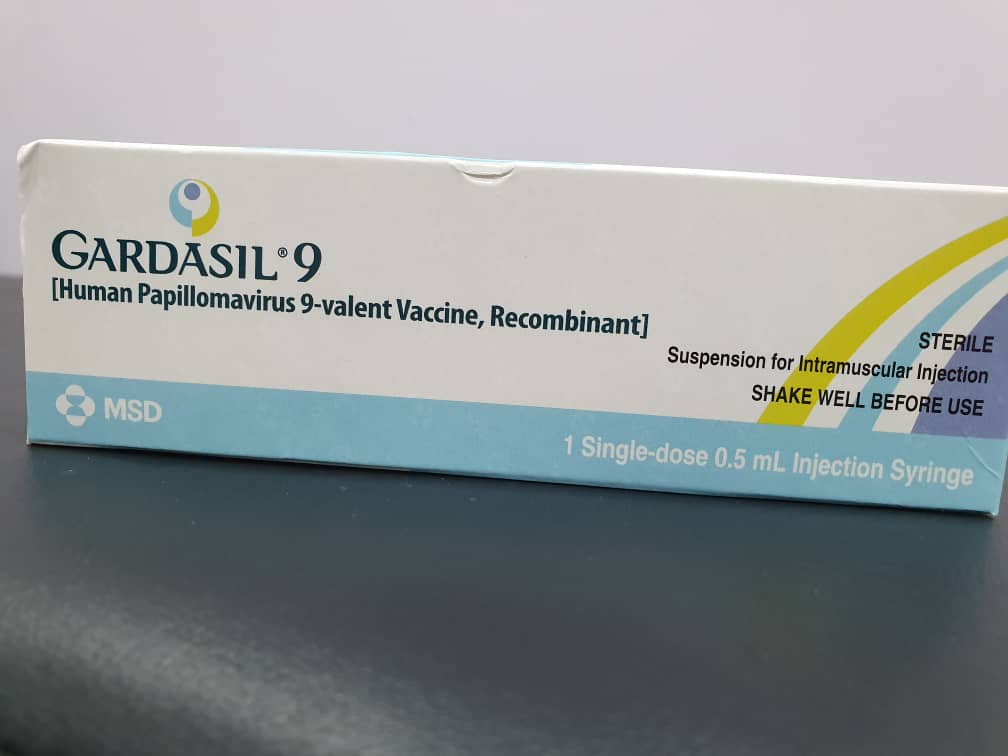 GARDASIL®9
[Human Papillomavirus 9-valent Vaccine, Recombinant]
STERILE
Suspension for Intramuscular Injection
SHAKE WELL BEFORE USE
MSD
1 Single-dose 0.5 mL Injection Syringe